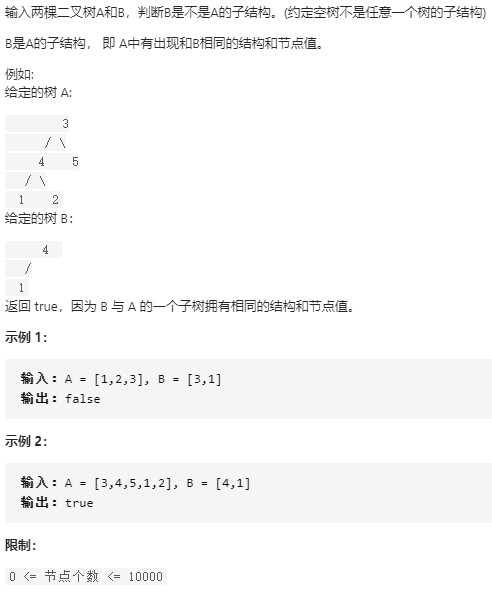 输入两棵二叉树A和B，判断B是不是A的子结构。(约定空树不是任意一个树的子结构)
B是A的子结构， 即 A中有出现和B相同的结构和节点值。
例如:
给定的树 A:
3
/ \
4    5
/ \
1    2
给定的树 B：
4
/
1
返回 true，因为 B 与 A 的一个子树拥有相同的结构和节点值。
示例 1：
输入：A = [1,2,3], B = [3,1]
输出：false
示例 2：
输入：A = [3,4,5,1,2], B = [4,1]
输出：true
限制：
0 <= 节点个数 <= 10000